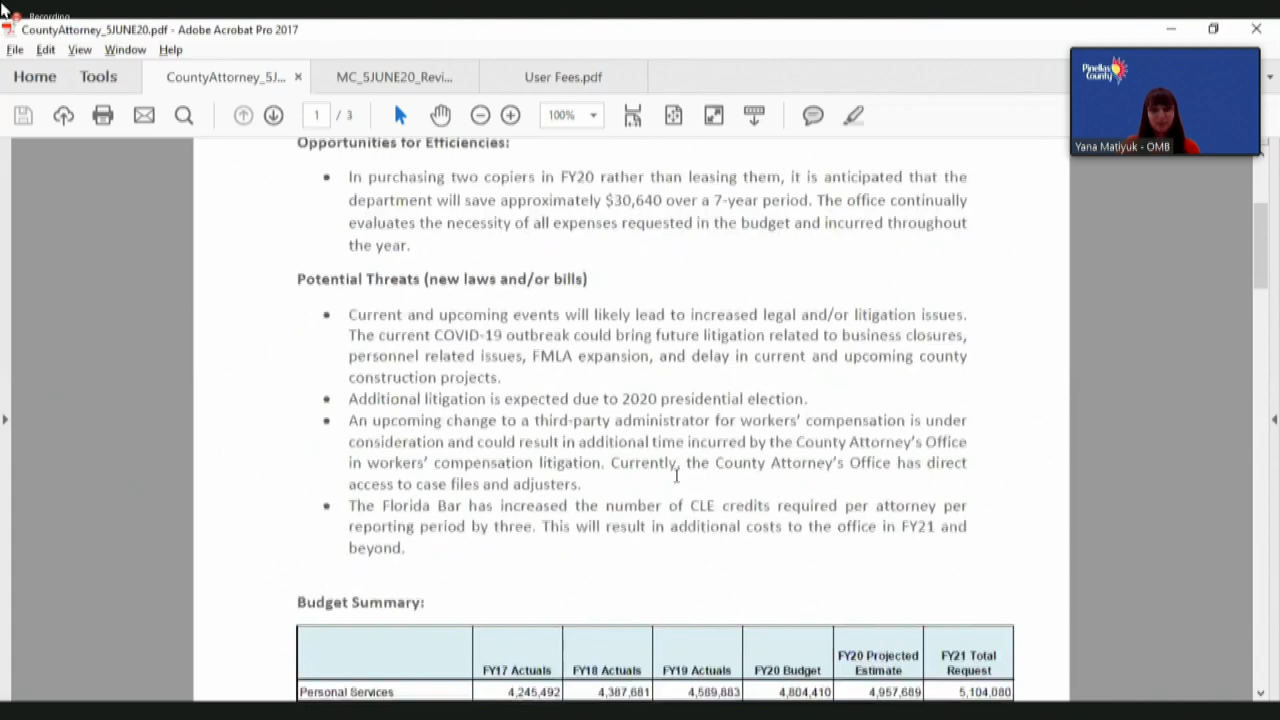 Recording
CountyAttorney_5JUNE20.pdf - Adobe Acrobat Pro 2017
File Edit View Window Help
Home Tools CountyAttorney_5J... × MC_5JUNE20_Revi... User Fees.pdf
1 / 3 100%
Pinellas
County
Yana Matiyuk - OMB
Opportunities for Efficiencies:
In purchasing two copiers in FY20 rather than leasing them, it is anticipated that the
department will save approximately $30,640 over a 7-year period. The office continually
evaluates the necessity of all expenses requested in the budget and incurred throughout
the year.
Potential Threats (new laws and/or bills)
Current and upcoming events will likely lead to increased legal and/or litigation issues.
The current COVID-19 outbreak could bring future litigation related to business closures,
personnel related issues, FMLA expansion, and delay in current and upcoming county
construction projects.
Additional litigation is expected due to 2020 presidential election.
An upcoming change to a third-party administrator for workers' compensation is under
consideration and could result in additional time incurred by the County Attorney's Office
in workers' compensation litigation. Currently, the County Attorney's Office has direct
access to case files and adjusters.
The Florida Bar has increased the number of CLE credits required per attorney per
reporting period by three. This will result in additional costs to the office in FY21 and
beyond.
Budget Summary:
FY17 Actuals FY18 Actuals FY19 Actuals FY20 Budget FY20 Projected Estimate FY21 Total Request
Personal Services 4,245,492 4,387,681 4,569,883 4,804,410 4,957,689 5,104,080